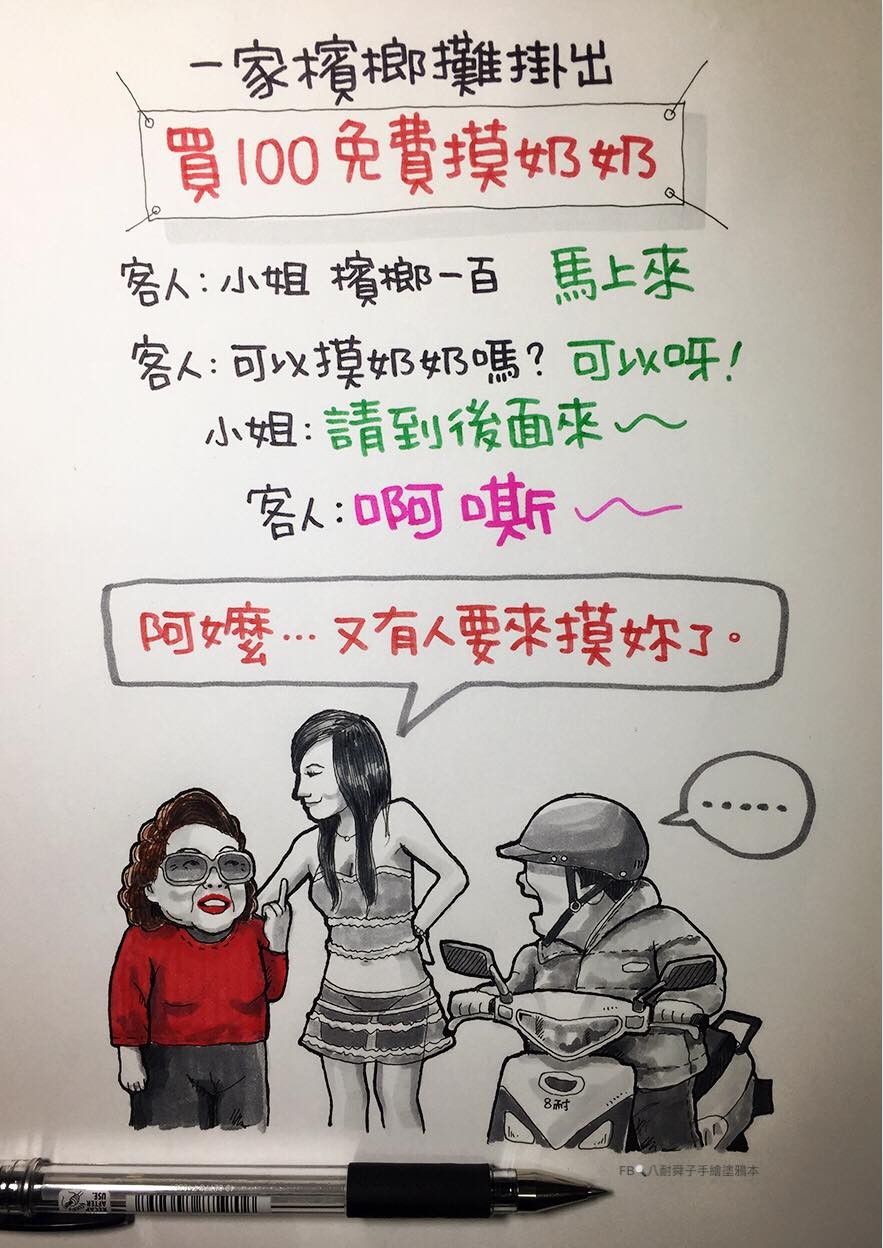 一家檳榔攤掛出
買100免費摸奶奶
客人：小姐 檳榔一百 馬上來
客人：可以摸奶奶嗎？ 可以呀！
小姐：請到後面來～
客人：啊嘶～
阿嬤…又有人要來摸妳了。
……
8耐
FB 八耐舜子手繪塗鴉本
RECAP AFTER USE.